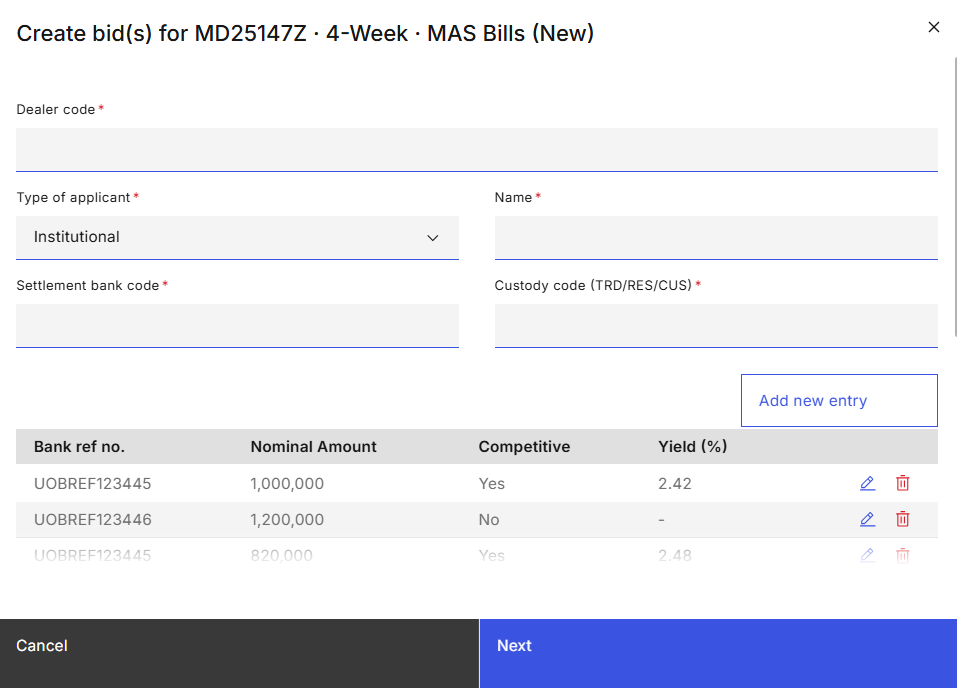 Create bid(s) for MD25147Z · 4-Week · MAS Bills (New)
Dealer code *
Type of applicant * Name *
Institutional
Settlement bank code * Custody code (TRD/RES/CUS) *
Add new entry
Bank ref no. Nominal Amount Competitive Yield (%)
UOBREF123445 1,000,000 Yes 2.42
UOBREF123446 1,200,000 No -
UOBREF123445 820,000 Yes 2.48
Cancel Next